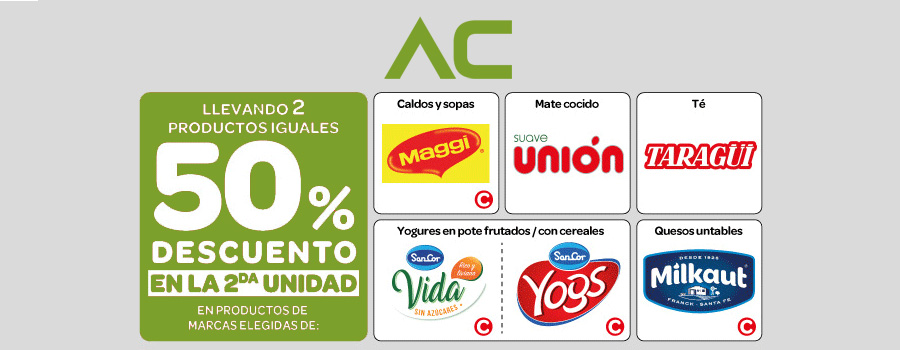 AC
LLEVANDO 2
PRODUCTOS IGUALES
50%
DESCUENTO
EN LA 2DA UNIDAD
EN PRODUCTOS DE
MARCAS ELEGIDAS DE:
Caldos y sopas
Maggi
C
Mate cocido
suave
unión
Té
TARAGÜI
Yogures en pote frutados / con cereales
SanCor
Rico y liviano
Vida
SIN AZÚCARES
C
SanCor
Yogs
C
Quesos untables
DESDE 1925
Milkaut
FRANCK - SANTA FE
C